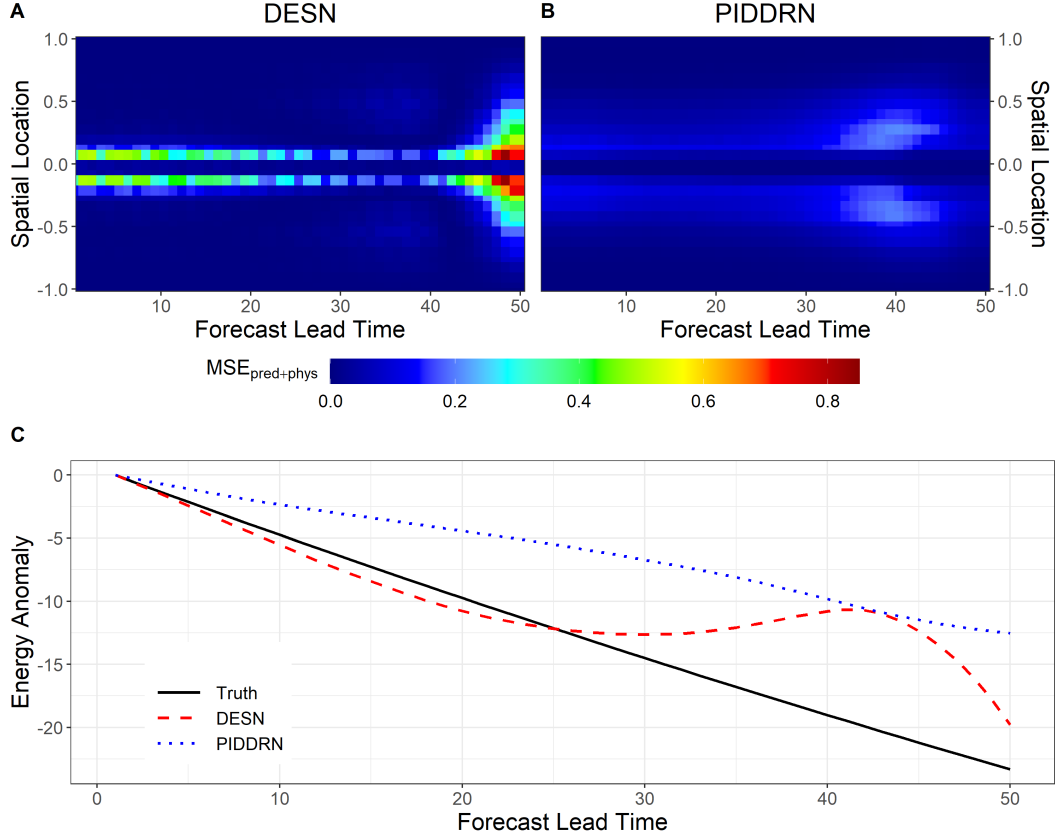 A DESN B PIDDRN
1.0 1.0
0.5 0.5
0.0 0.0
-0.5 -0.5
-1.0 -1.0
Spatial Location Spatial Location
10 20 30 40 50 10 20 30 40 50
Forecast Lead Time Forecast Lead Time
MSEpred+phys
0.0 0.2 0.4 0.6 0.8
C
0
-5
-10
-15
-20
Energy Anomaly
Truth
DESN
PIDDRN
0 10 20 30 40 50
Forecast Lead Time